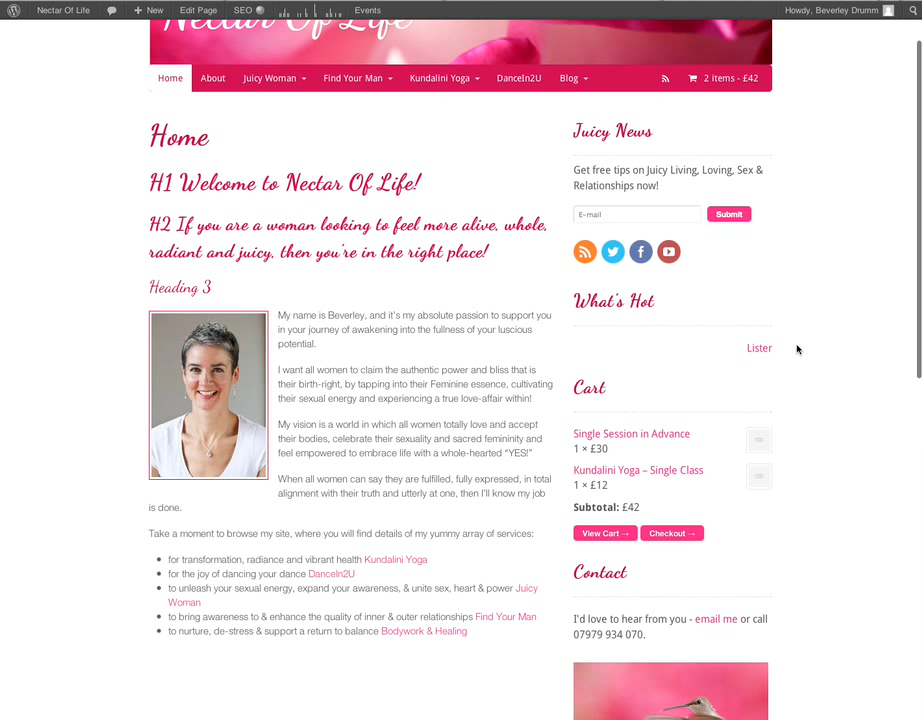 Nectar Of Life
New
Edit Page
SEO
Events
Howdy, Beverley Drumm
Nectar Of Life
Home
About
Juicy Woman
Find Your Man
Kundalini Yoga
DanceIn2U
Blog
2 items - £42
Home
H1 Welcome to Nectar Of Life!
H2 If you are a woman looking to feel more alive, whole,
radiant and juicy, then you're in the right place!
Heading 3
My name is Beverley, and it's my absolute passion to support you
in your journey of awakening into the fullness of your luscious
potential.
I want all women to claim the authentic power and bliss that is
their birth-right, by tapping into their Feminine essence, cultivating
their sexual energy and experiencing a true love-affair within!
My vision is a world in which all women totally love and accept
their bodies, celebrate their sexuality and sacred femininity and
feel empowered to embrace life with a whole-hearted “YES!”
When all women can say they are fulfilled, fully expressed, in total
alignment with their truth and utterly at one, then I'll know my job
is done.
Take a moment to browse my site, where you will find details of my yummy array of services:
for transformation, radiance and vibrant health Kundalini Yoga
for the joy of dancing your dance DanceIn2U
to unleash your sexual energy, expand your awareness, & unite sex, heart & power Juicy
Woman
to bring awareness to & enhance the quality of inner & outer relationships Find Your Man
to nurture, de-stress & support a return to balance Bodywork & Healing
Juicy News
Get free tips on Juicy Living, Loving, Sex &
Relationships now!
E-mail
Submit
What's Hot
Lister
Cart
Single Session in Advance
1 × £30
Kundalini Yoga – Single Class
1 × £12
Subtotal: £42
View Cart →
Checkout →
Contact
I'd love to hear from you - email me or call
07979 934 070.